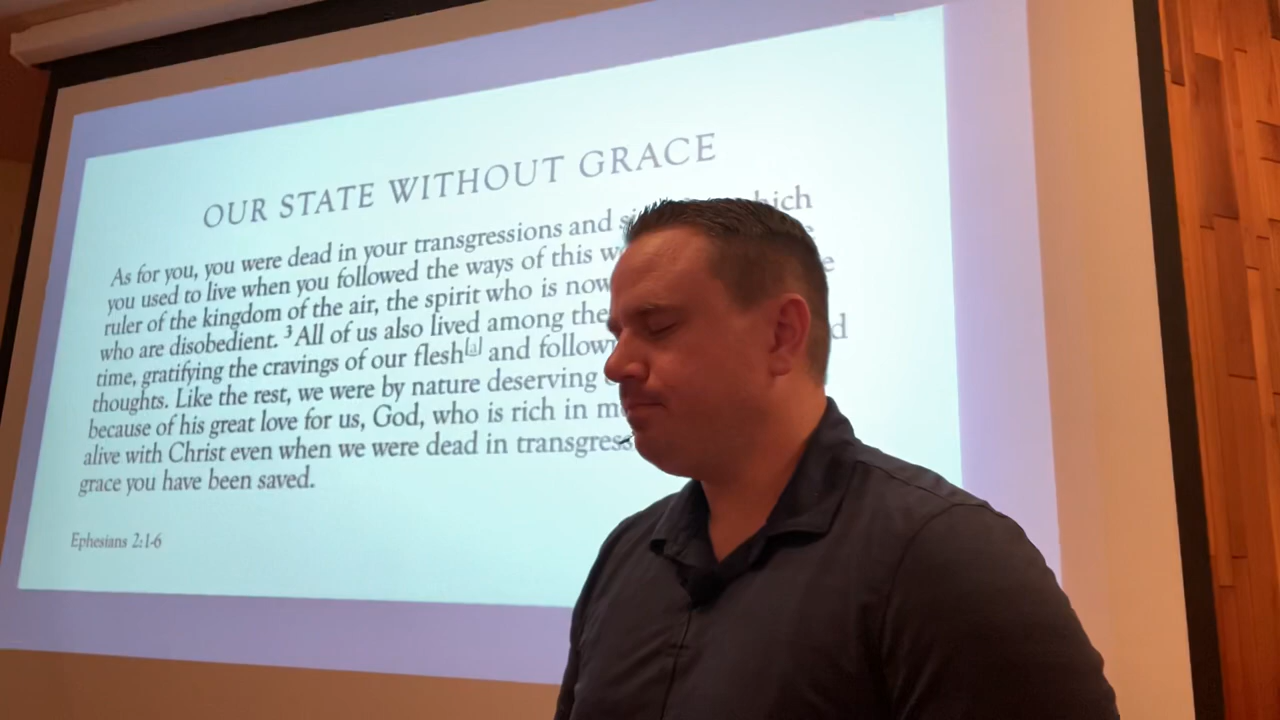 OUR STATE WITHOUT GRACE
As for you, you were dead in your transgressions and
you used to live when you followed the ways of this
ruler of the kingdom of the air, the spirit who is now
who are disobedient. ³ All of us also lived among
time, gratifying the cravings of our flesh[a] and
thoughts. Like the rest, we were by nature deserving
because of his great love for us, God, who is rich in
alive with Christ even when we were dead in
grace you have been saved.
Ephesians 2:1-6